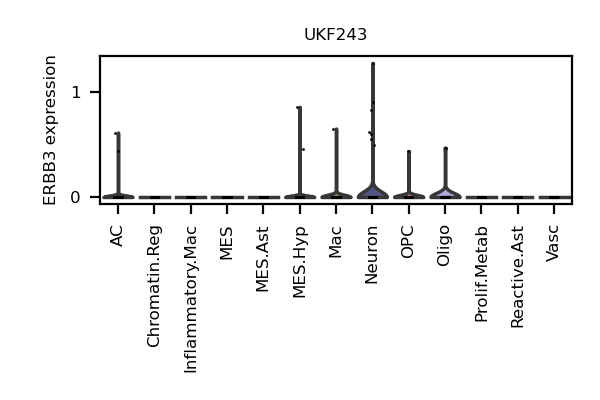 UKF243
ERBB3 expression
1
0
AC
Chromatin.Reg
Inflammatory.Mac
MES
MES.Ast
MES.Hyp
Mac
Neuron
OPC
Oligo
Prolif.Metab
Reactive.Ast
Vasc